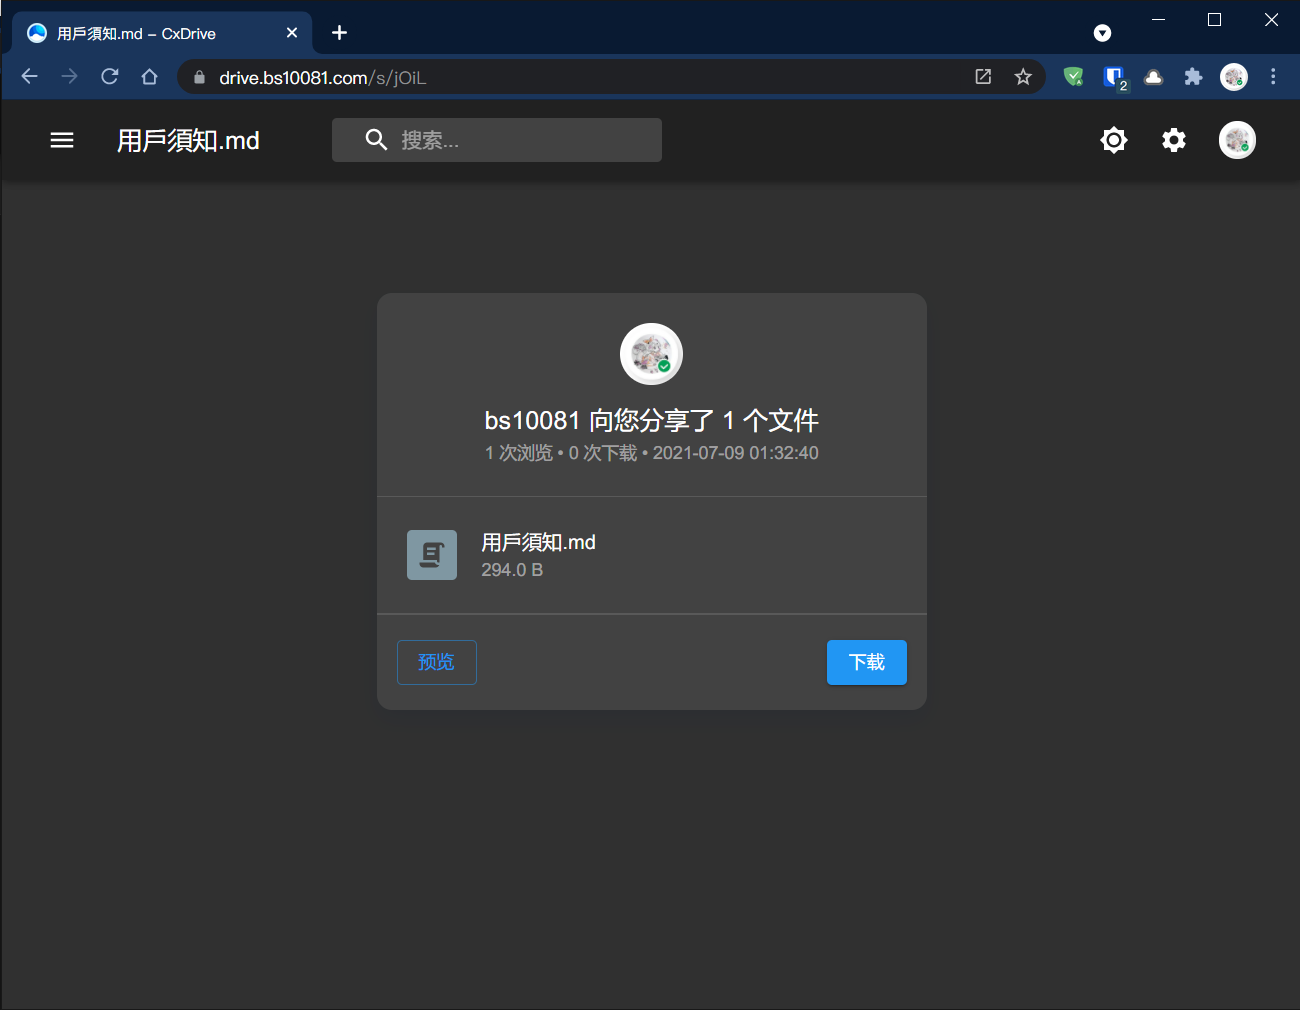 用戶須知.md – CxDrive
drive.bs10081.com/s/jOiL
2
用戶須知.md
搜索...
bs10081 向您分享了 1 个文件
1 次浏览 • 0 次下载 • 2021-07-09 01:32:40
用戶須知.md
294.0 B
预览
下载